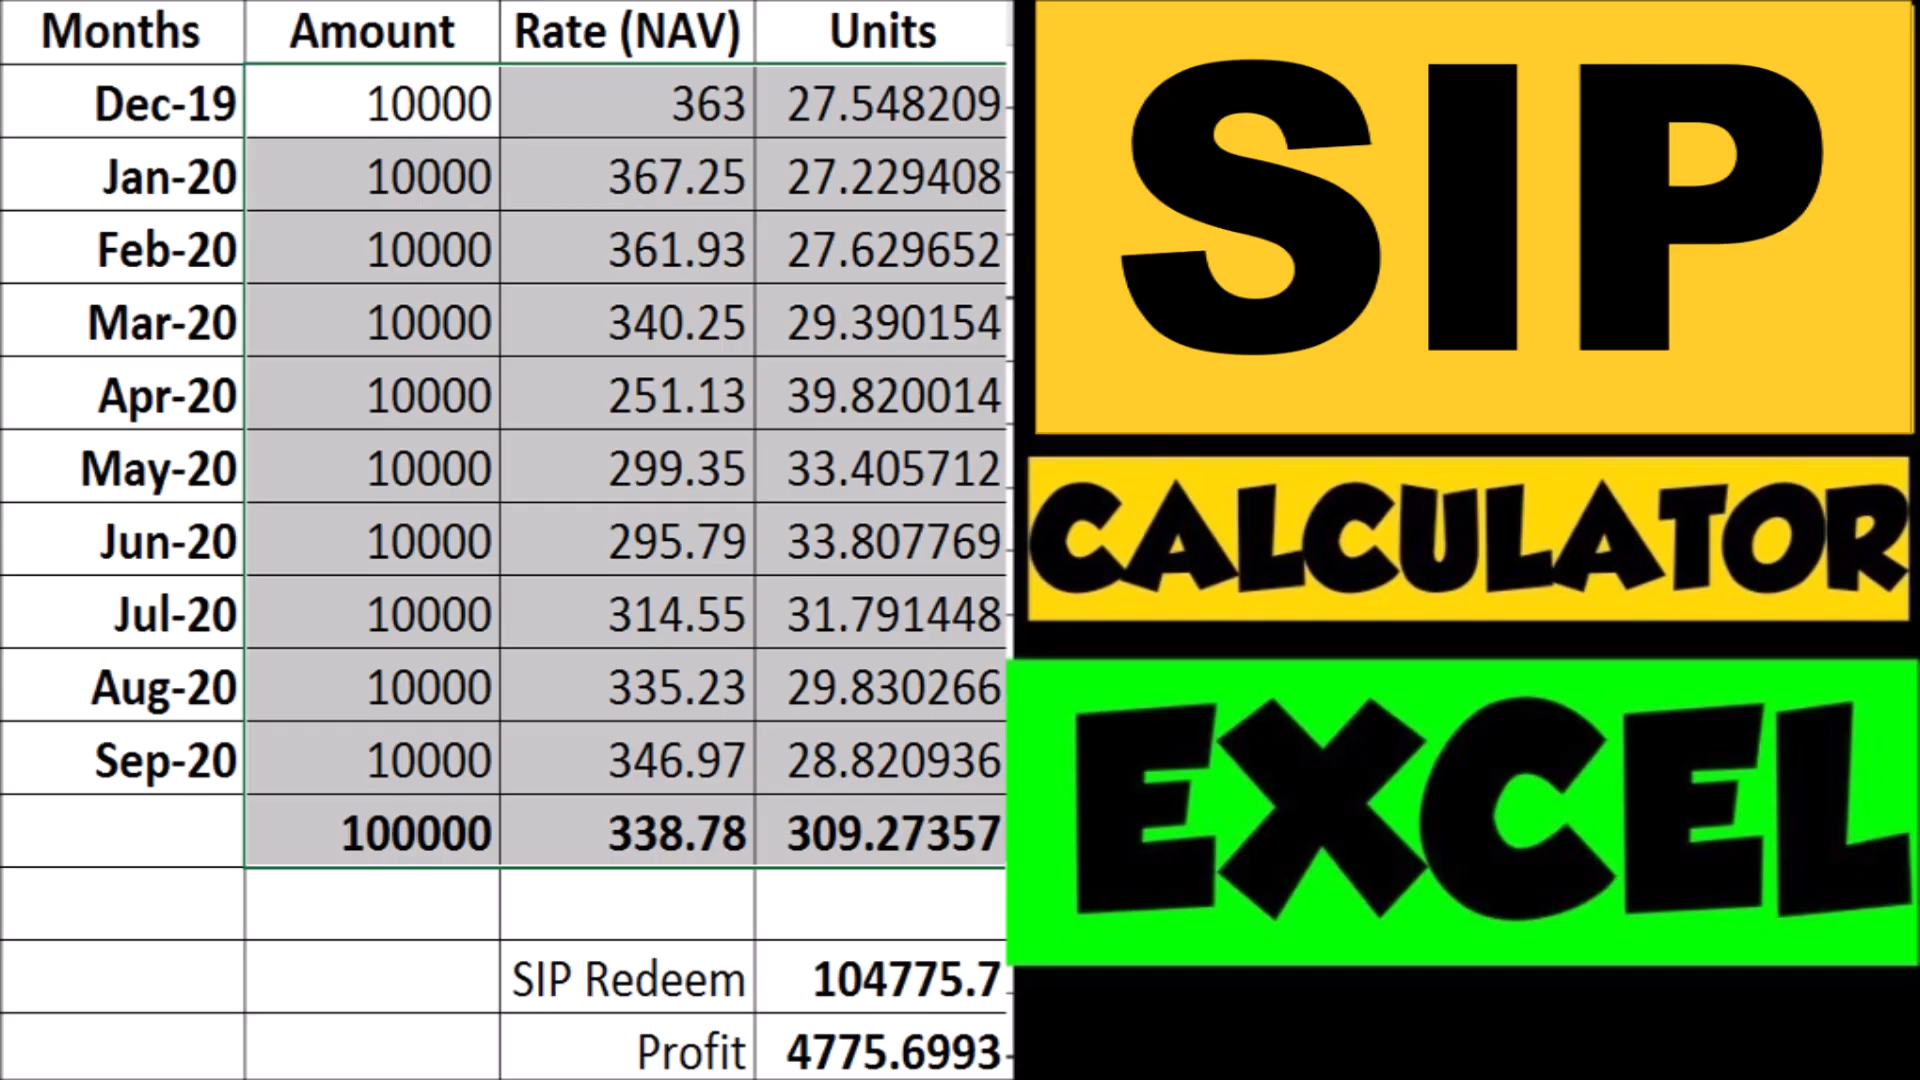 Months Amount Rate (NAV) Units
Dec-19 10000 363 27.548209
Jan-20 10000 367.25 27.229408
Feb-20 10000 361.93 27.629652
Mar-20 10000 340.25 29.390154
Apr-20 10000 251.13 39.820014
May-20 10000 299.35 33.405712
Jun-20 10000 295.79 33.807769
Jul-20 10000 314.55 31.791448
Aug-20 10000 335.23 29.830266
Sep-20 10000 346.97 28.820936
100000 338.78 309.27357
SIP Redeem 104775.7
Profit 4775.6993
SIP
CALCULATOR
EXCEL